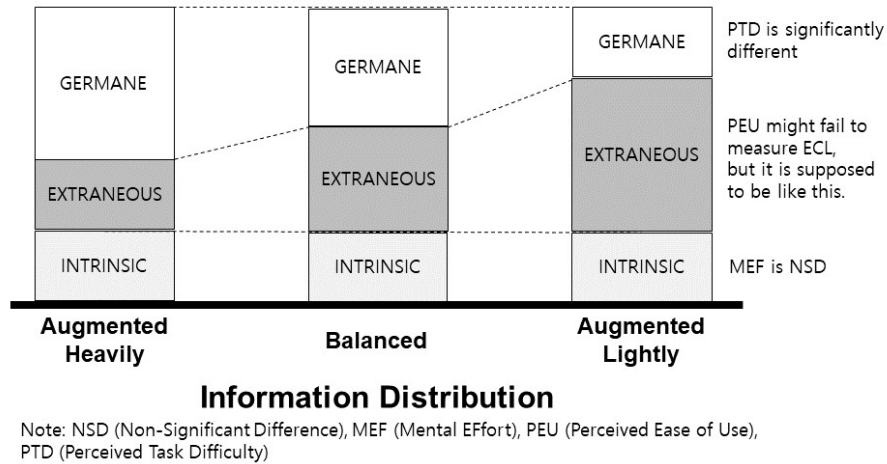 GERMANE
EXTRANEOUS
INTRINSIC
GERMANE
EXTRANEOUS
INTRINSIC
GERMANE
EXTRANEOUS
INTRINSIC
PTD is significantly
different
PEU might fail to
measure ECL,
but it is supposed
to be like this.
MEF is NSD
Augmented
Heavily
Balanced
Augmented
Lightly
Information Distribution
Note: NSD (Non-Significant Difference), MEF (Mental EFfort), PEU (Perceived Ease of Use),
PTD (Perceived Task Difficulty)